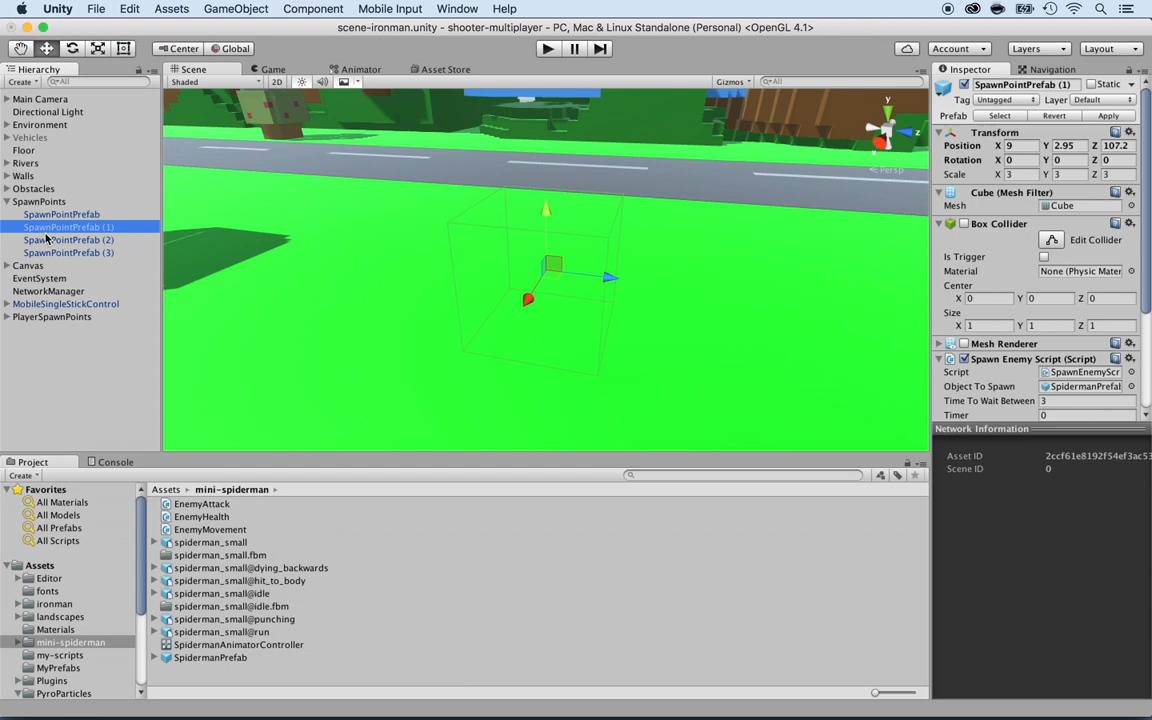 Unity File Edit Assets GameObject Component Mobile Input Window Help
scene-ironman.unity - shooter-multiplayer - PC, Mac & Linux Standalone (Personal) <OpenGL 4.1>
Center Global Account Layers Layout
Hierarchy
Create All
Main Camera
Directional Light
Environment
Vehicles
Floor
Rivers
Walls
Obstacles
SpawnPoints
SpawnPointPrefab
SpawnPointPrefab (1)
SpawnPointPrefab (2)
SpawnPointPrefab (3)
Canvas
EventSystem
NetworkManager
MobileSingleStickControl
PlayerSpawnPoints
Scene Game Animator Asset Store
Shaded 2D Gizmos All
y
z
x
Persp
Inspector Navigation
SpawnPointPrefab (1) Static
Tag Untagged Layer Default
Prefab Select Revert Apply
Transform
Position X 9 Y 2.95 Z 107.2
Rotation X 0 Y 0 Z 0
Scale X 3 Y 3 Z 3
Cube (Mesh Filter)
Mesh Cube
Box Collider
Edit Collider
Is Trigger
Material None (Physic Mater
Center
X 0 Y 0 Z 0
Size
X 1 Y 1 Z 1
Mesh Renderer
Spawn Enemy Script (Script)
Script SpawnEnemyScr
Object To Spawn SpidermanPrefal
Time To Wait Between 3
Timer 0
Network Information
Asset ID 2ccf61e8192f54ef3ac53
Scene ID 0
Project Console
Create
Favorites
All Materials
All Models
All Prefabs
All Scripts
Assets
Editor
fonts
ironman
landscapes
Materials
mini-spiderman
my-scripts
MyPrefabs
Plugins
PyroParticles
Assets mini-spiderman
EnemyAttack
EnemyHealth
EnemyMovement
spiderman_small
spiderman_small.fbm
spiderman_small@dying_backwards
spiderman_small@hit_to_body
spiderman_small@idle
spiderman_small@idle.fbm
spiderman_small@punching
spiderman_small@run
SpidermanAnimatorController
SpidermanPrefab